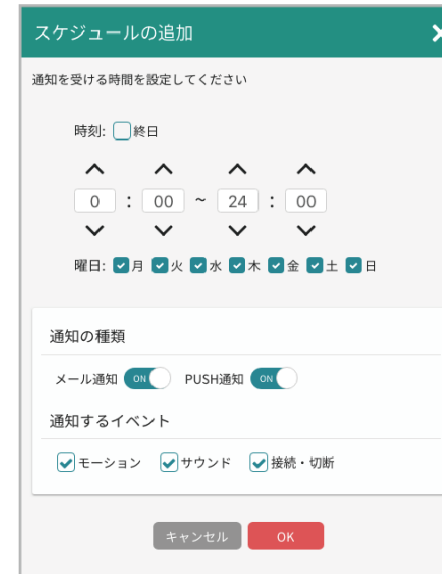 スケジュールの追加
通知を受ける時間を設定してください
時刻: 終日
0 : 00 ~ 24 : 00
曜日: 月 火 水 木 金 土 日
通知の種類
メール通知 ON PUSH通知 ON
通知するイベント
モーション サウンド 接続・切断
キャンセル OK